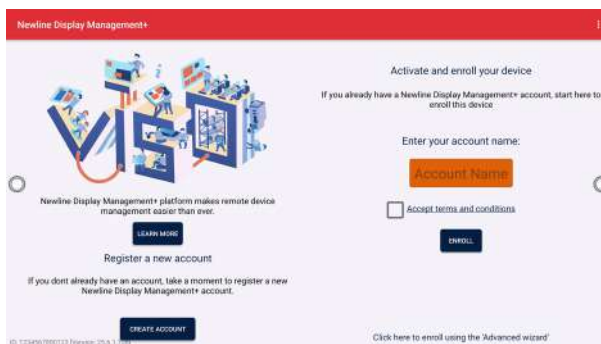 Newline Display Management+
Newline Display Management+ platform makes remote device
management easier than ever.
LEARN MORE
Register a new account
If you dont already have an account, take a moment to register a new
Newline Display Management+ account.
CREATE ACCOUNT
Activate and enroll your device
If you already have a Newline Display Management+ account, start here to
enroll this device
Enter your account name:
Account Name
Accept terms and conditions
ENROLL
Click here to enroll using the 'Advanced wizard'